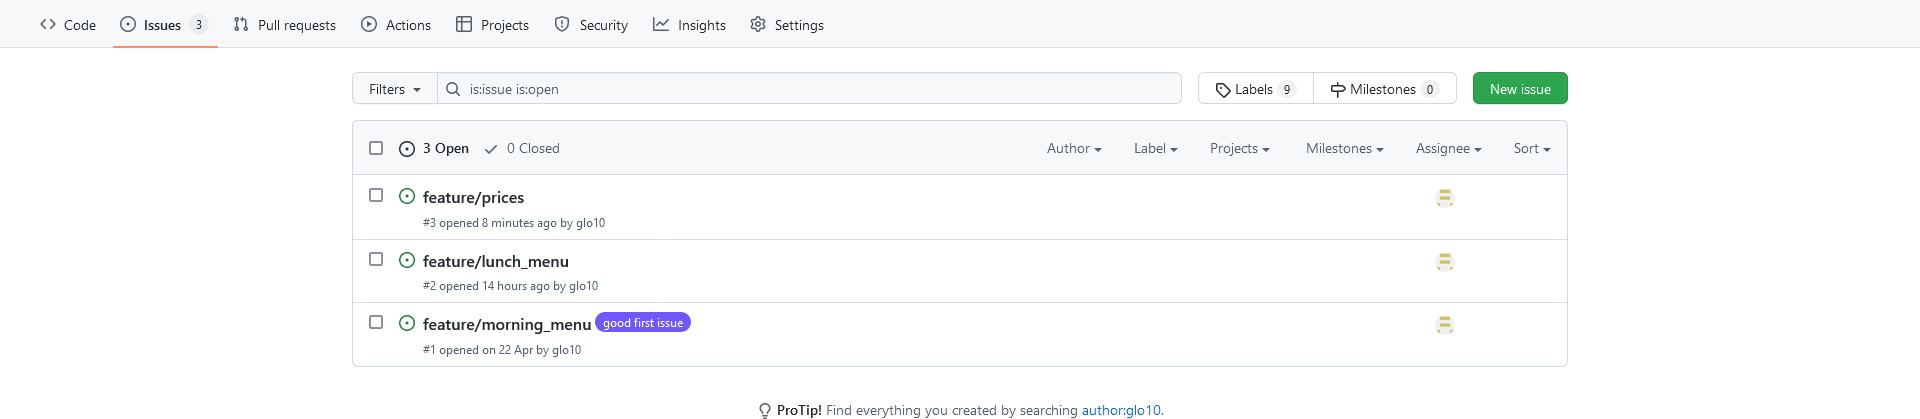 Code Issues 3 Pull requests Actions Projects Security Insights Settings
Filters is:issue is:open Labels 9 Milestones 0 New issue
3 Open 0 Closed Author Label Projects Milestones Assignee Sort
feature/prices
#3 opened 8 minutes ago by glo10
feature/lunch_menu
#2 opened 14 hours ago by glo10
feature/morning_menu good first issue
#1 opened on 22 Apr by glo10
ProTip! Find everything you created by searching author:glo10.